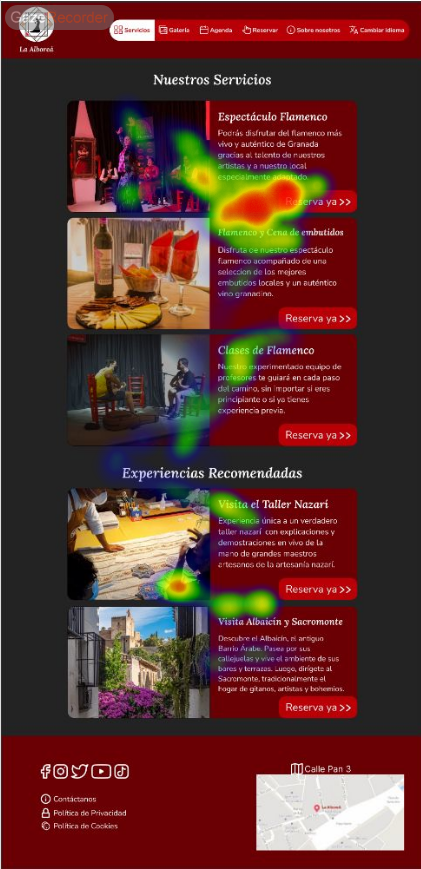 GazeRecorder
La Alboreá
Servicios
Galería
Agenda
Reservar
Sobre nosotros
Cambiar idioma
Nuestros Servicios
Espectáculo Flamenco
Podrás disfrutar del flamenco más
vivo y auténtico de Granada
gracias al talento de nuestros
artistas y a nuestro local
especialmente adaptado.
Reserva ya >>
Flamenco y Cena de embutidos
Disfruta de nuestro espectáculo
flamenco acompañado de una
selección de los mejores
embutidos locales y un auténtico
vino granadino.
Reserva ya >>
Clases de Flamenco
Nuestro experimentado equipo de
profesores te guiará en cada paso
del camino, sin importar si eres
principiante o si ya tienes
experiencia previa.
Reserva ya >>
Experiencias Recomendadas
Visita el Taller Nazarí
Experiencia única a un verdadero
taller nazarí con explicaciones y
demostraciones en vivo de la
mano de grandes maestros
artesanos de la artesanía nazarí.
Reserva ya >>
Visita Albaicín y Sacromonte
Descubre el Albaicín, el antiguo
Barrio Árabe. Pasea por sus
callejuelas y vive el ambiente de sus
bares y terrazas. Luego, dirígete al
Sacromonte, tradicionalmente el
hogar de gitanos, artistas y bohemios.
Reserva ya >>
Calle Pan 3
La Alboreá
Contáctanos
Política de Privacidad
Política de Cookies